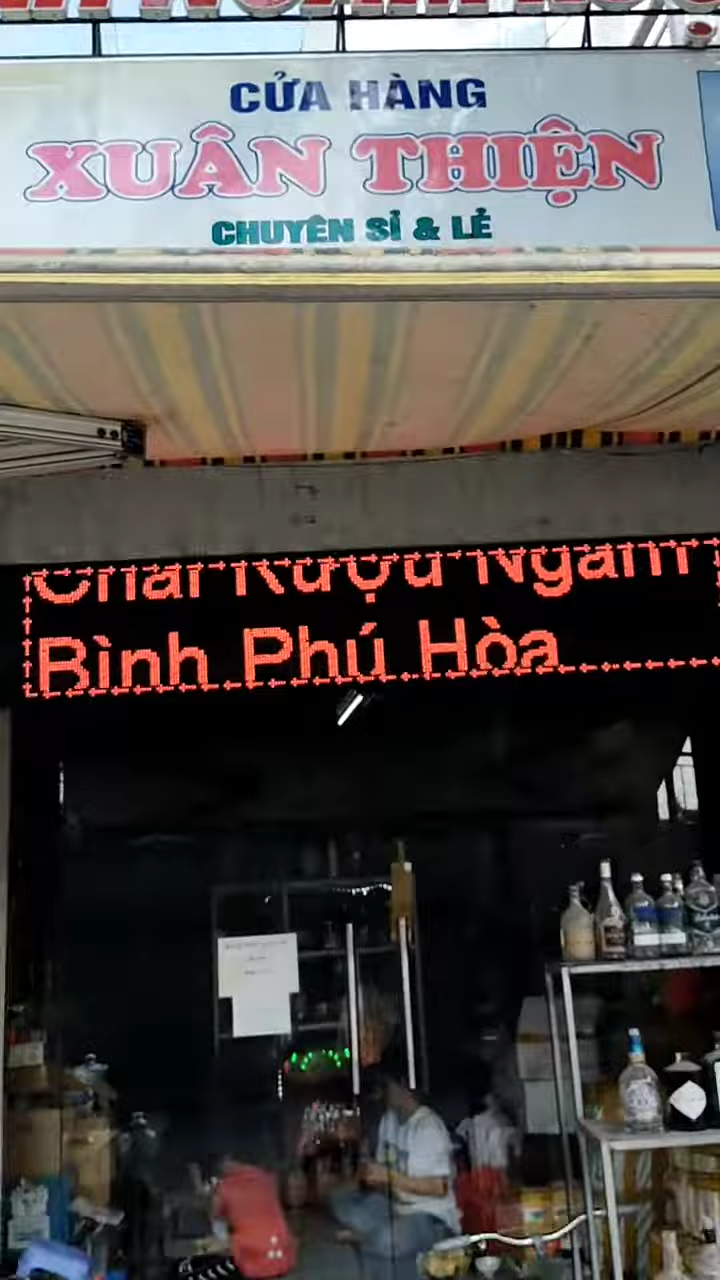 CỬA HÀNG
XUÂN THIỆN
CHUYÊN SỈ & LẺ
Chai Rượu Ngâm
Bình Phú Hòa